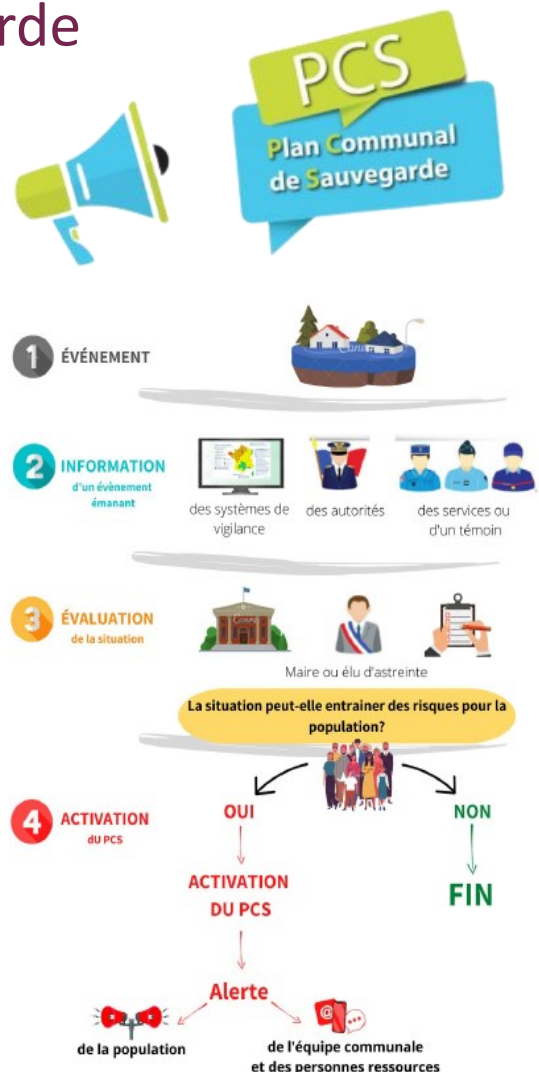 rde
PCS
Plan Communal
de Sauvegarde
1 ÉVÉNEMENT
2 INFORMATION
d'un évènement
émanant
des systèmes de
vigilance
des autorités
des services ou
d'un témoin
3 ÉVALUATION
de la situation
Maire ou élu d'astreinte
La situation peut-elle entrainer des risques pour la
population?
4 ACTIVATION
dU PCS
OUI
NON
ACTIVATION
DU PCS
FIN
Alerte
de la population
de l'équipe communale
et des personnes ressources